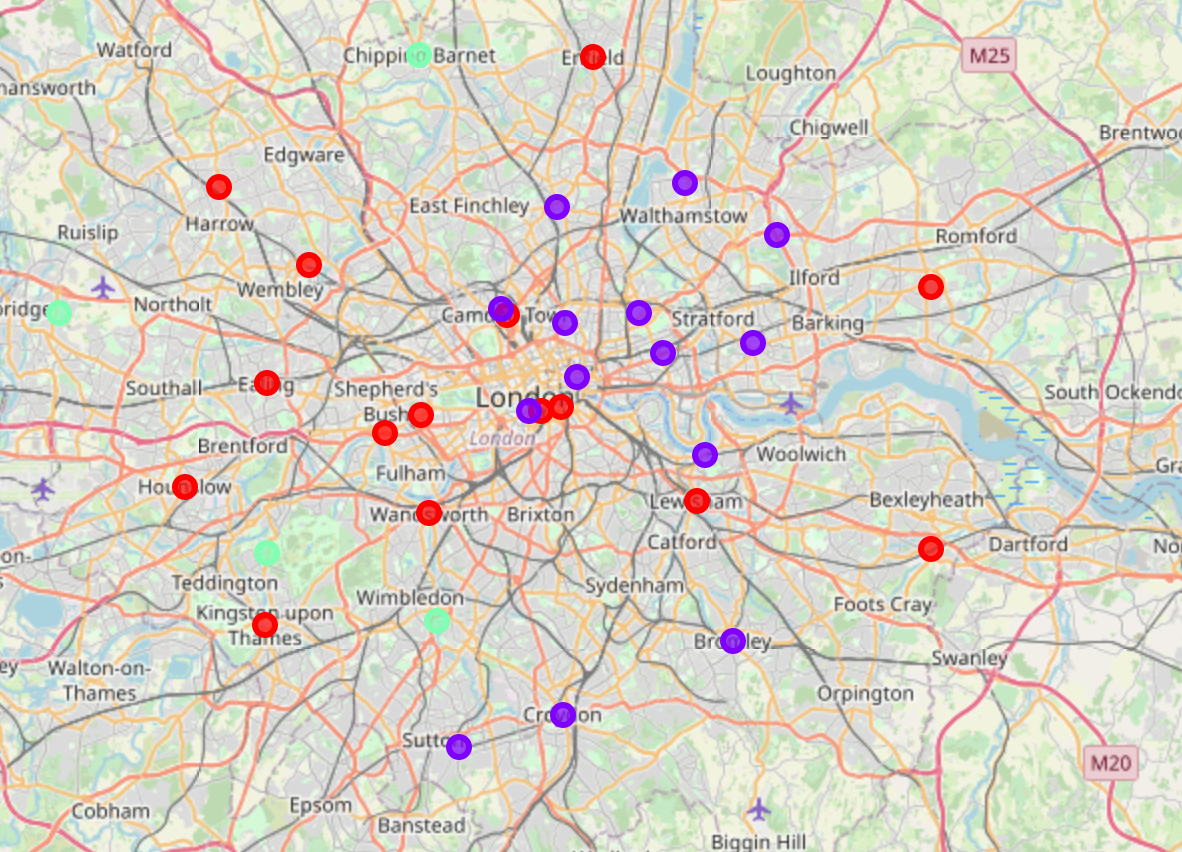 Watford
Chipping Barnet
Enfield
M25
Loughton
Chigwell
Brentwoo
Edgware
East Finchley
Walthamstow
Harrow
Ruislip
Romford
Wembley
Ilford
Northolt
Camden Town
Stratford
Barking
Southall
Ealing
Shepherd's
Bush
London
South Ockendo
London
Brentford
Fulham
Woolwich
Hounslow
Wandsworth
Brixton
Lewisham
Bexleyheath
Catford
Dartford
Teddington
Wimbledon
Sydenham
Foots Cray
Kingston upon
Thames
Bromley
Swanley
Walton-on-
Thames
Orpington
Croydon
Sutton
M20
Cobham
Epsom
Banstead
Biggin Hill